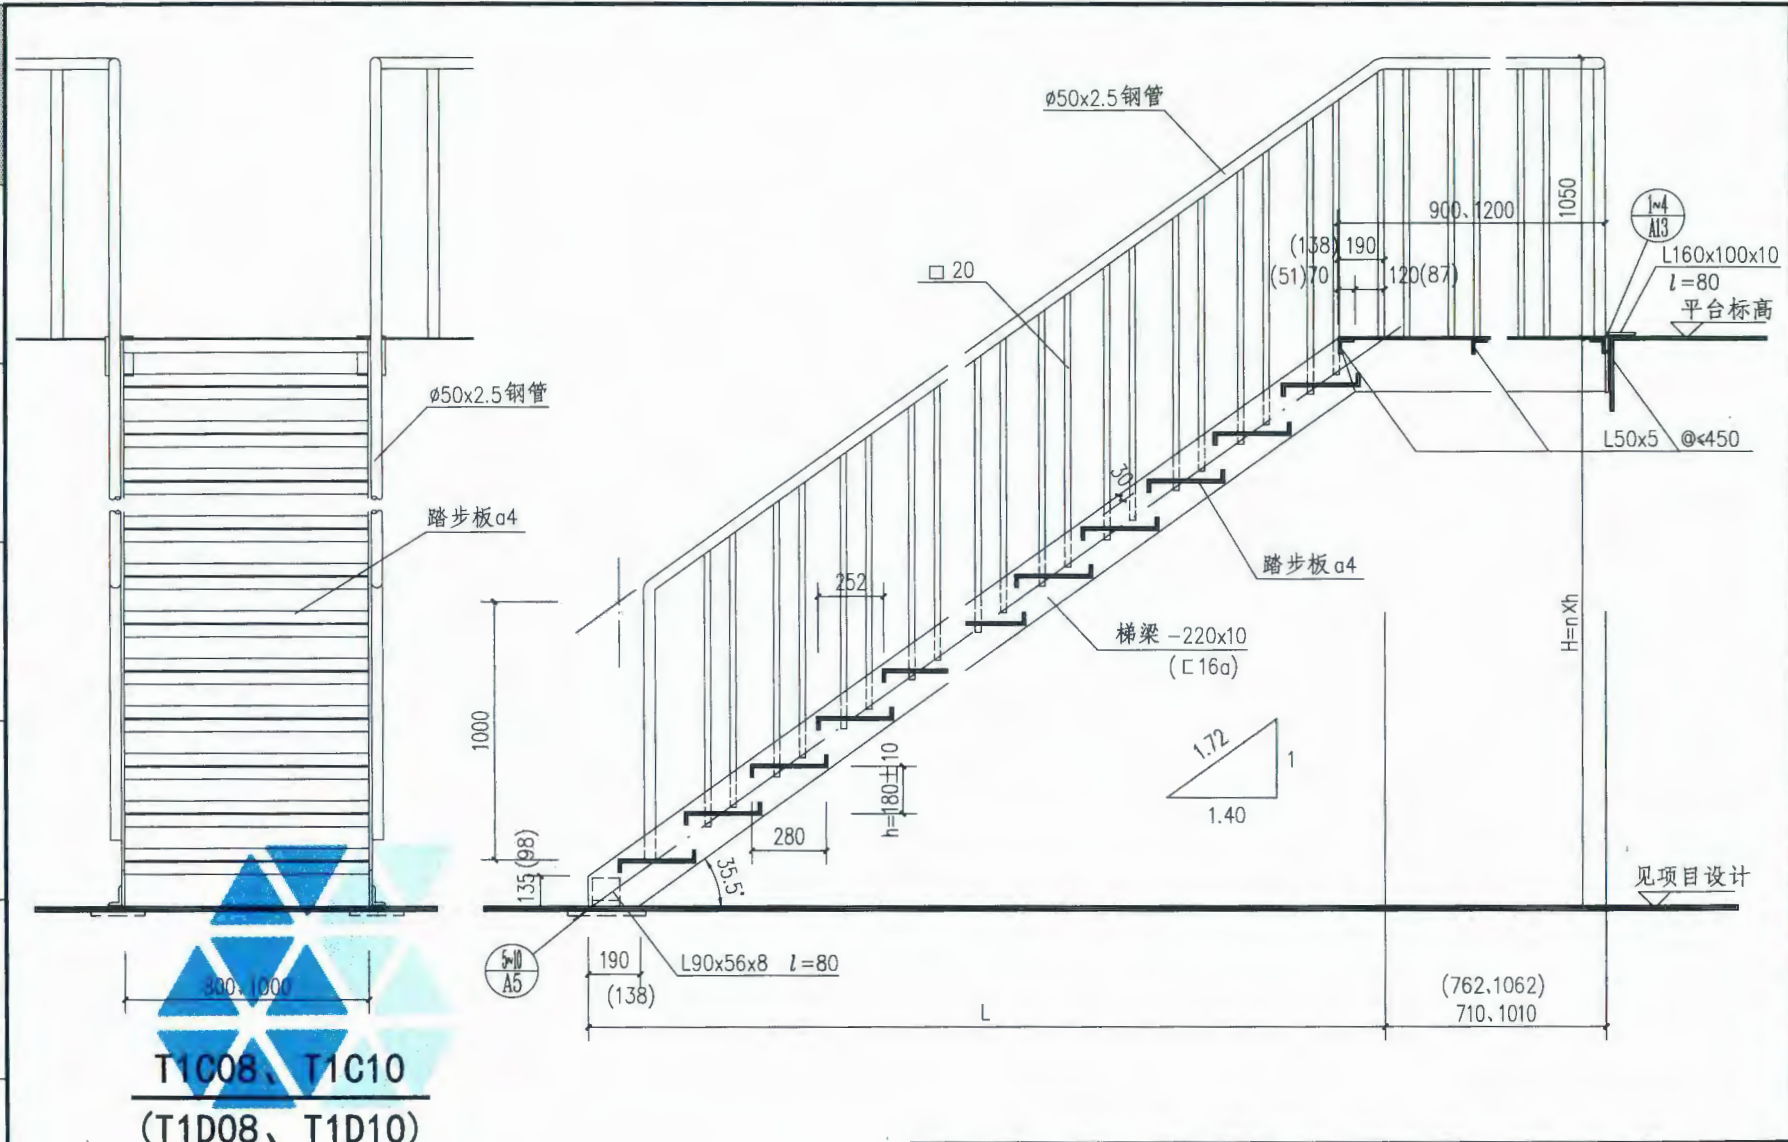 ø50x2.5钢管
1050
900、1200
(138) 190
(51)70 120(87)
1~4
A13
L160x100x10
l=80
平台标高
□ 20
ø50x2.5钢管
L50x5 @≤450
30
踏步板a4
踏步板a4
252
梯梁 -220x10
(⊏16a)
H=nxh
1000
h=180±10
1.72
1
1.40
280
135(98)
35.5°
见项目设计
5~10
A5
190
(138)
L90x56x8 l=80
800、1000
L
(762、1062)
710、1010
T1C08、T1C10
(T1D08、T1D10)